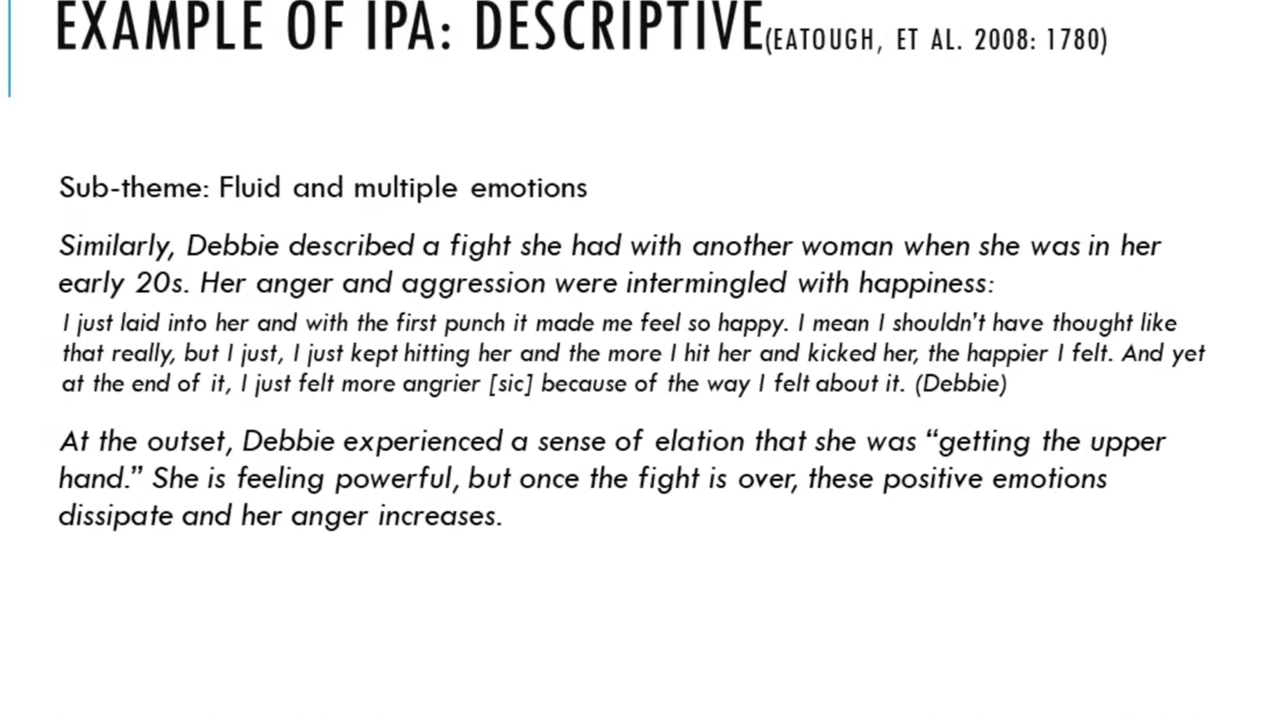 EXAMPLE OF IPA: DESCRIPTIVE(EATOUGH, ET AL. 2008: 1780)
Sub-theme: Fluid and multiple emotions
Similarly, Debbie described a fight she had with another woman when she was in her
early 20s. Her anger and aggression were intermingled with happiness:
I just laid into her and with the first punch it made me feel so happy. I mean I shouldn't have thought like
that really, but I just, I just kept hitting her and the more I hit her and kicked her, the happier I felt. And yet
at the end of it, I just felt more angrier [sic] because of the way I felt about it. (Debbie)
At the outset, Debbie experienced a sense of elation that she was “getting the upper
hand.” She is feeling powerful, but once the fight is over, these positive emotions
dissipate and her anger increases.